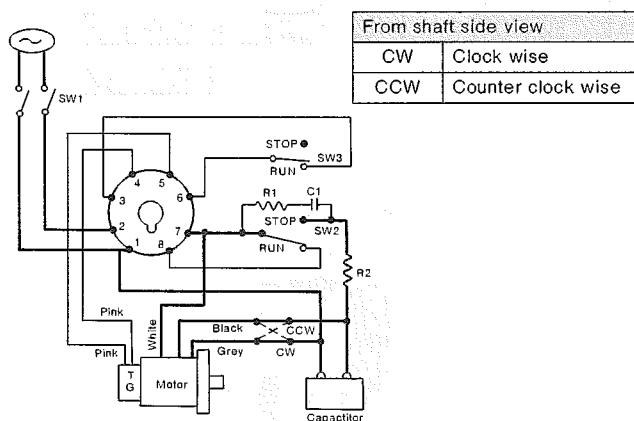 From shaft side view
CW Clock wise
CCW Counter clock wise
SW1
STOP
SW3
RUN
4 5
3 6
2 7
1 8
R1 C1
STOP
SW2
RUN
R2
Pink
White
Black CCW
Pink
Grey CW
T
G
Motor
Capactitor